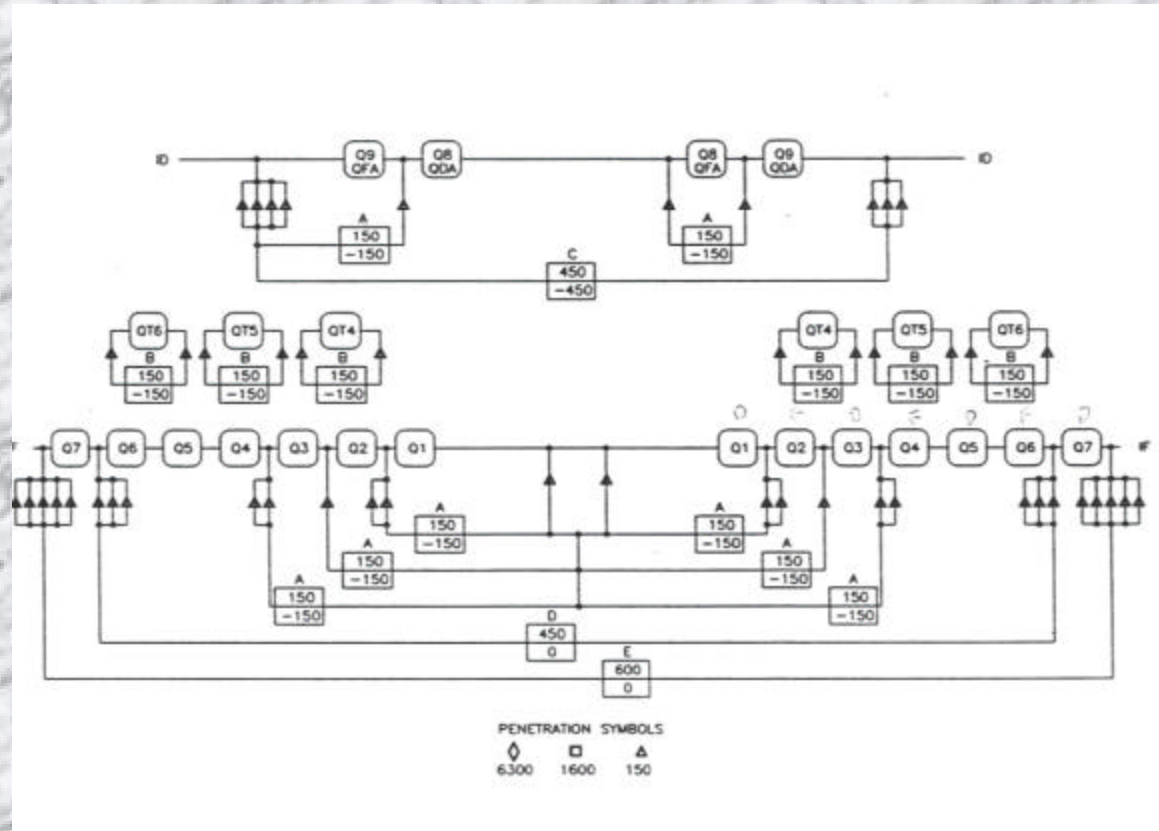 ID Q9 QFA Q8 QDA Q8 QFA Q9 QDA ID
A 150 -150
A 150 -150
C 450 -450
QT6 QT5 QT4 QT4 QT5 QT6
B B B B B B
150 150 150 150 150 150
-150 -150 -150 -150 -150 -150
F Q7 Q6 Q5 Q4 Q3 Q2 Q1 Q1 Q2 Q3 Q4 Q5 Q6 Q7 IF
A 150 -150 A 150 -150
A 150 -150 A 150 -150
A 150 -150 A 150 -150
D 450 0
E 600 0
PENETRATION SYMBOLS
6300 1600 150